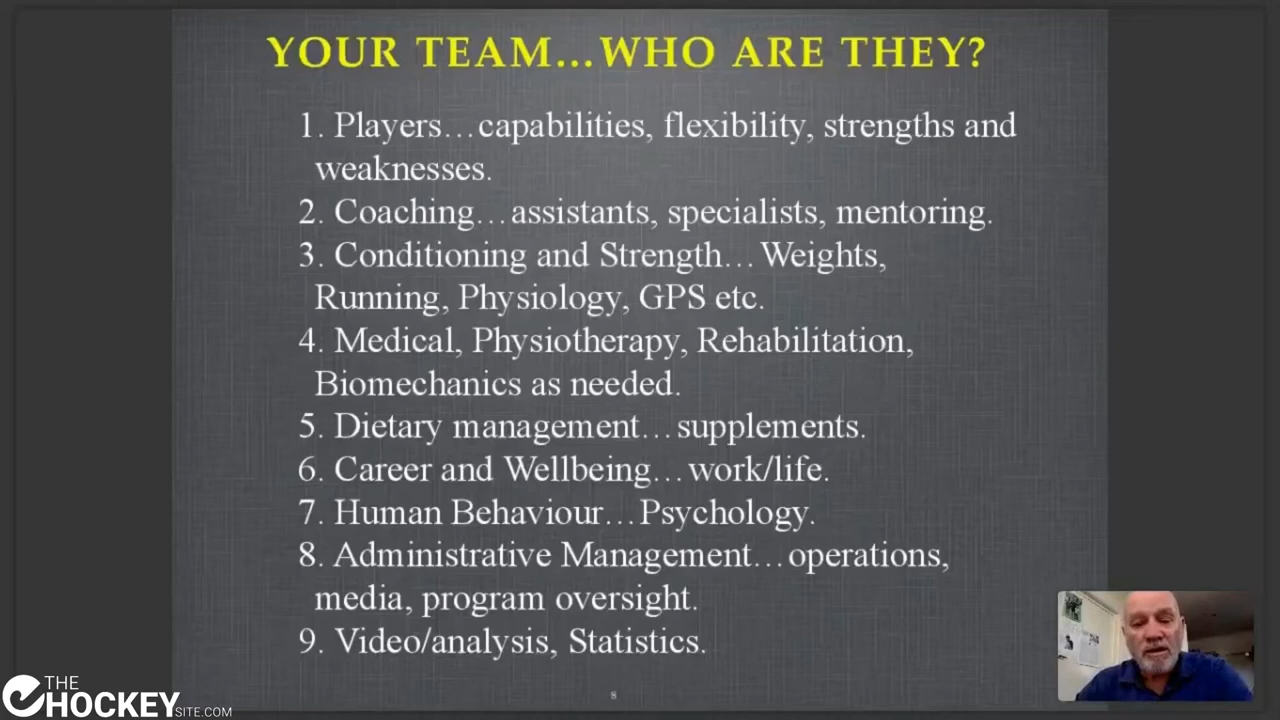 YOUR TEAM...WHO ARE THEY?
1. Players...capabilities, flexibility, strengths and
weaknesses.
2. Coaching...assistants, specialists, mentoring.
3. Conditioning and Strength... Weights,
Running, Physiology, GPS etc.
4. Medical, Physiotherapy, Rehabilitation,
Biomechanics as needed.
5. Dietary management...supplements.
6. Career and Wellbeing...work/life.
7. Human Behaviour...Psychology.
8. Administrative Management...operations,
media, program oversight.
9. Video/analysis, Statistics.
8
THE
HOCKEY
SITE.COM